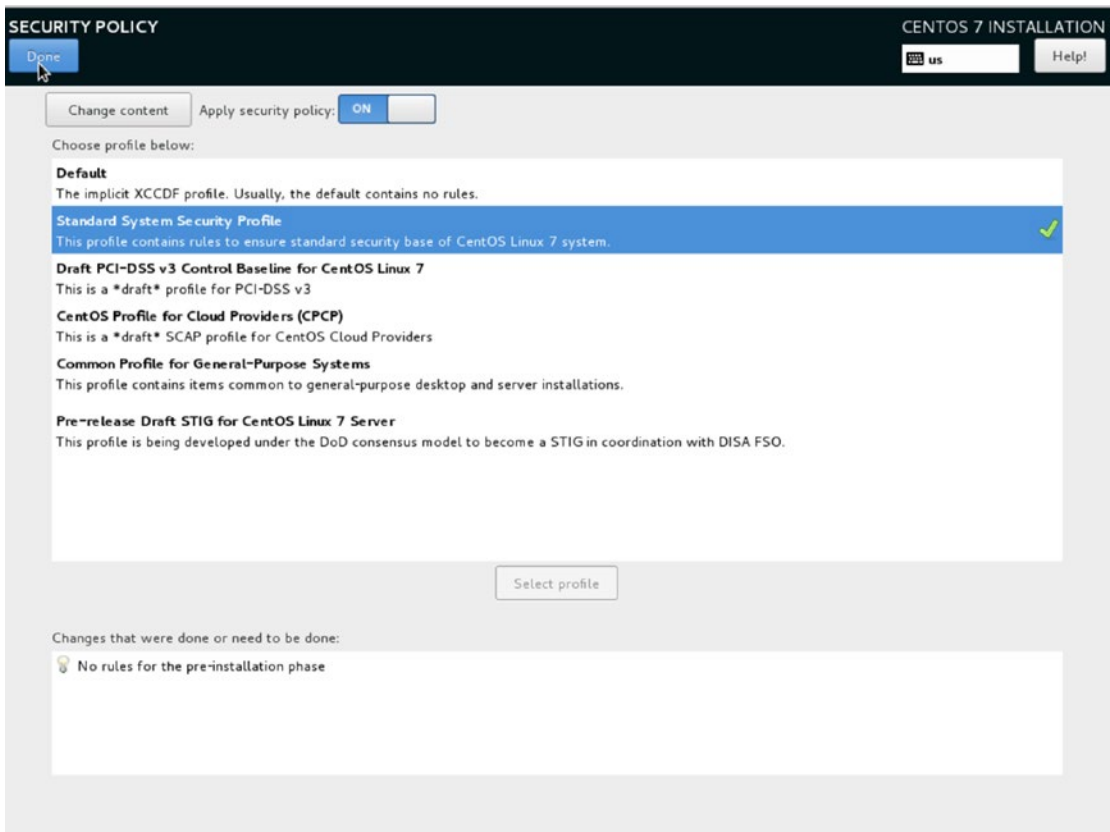 SECURITY POLICY
CENTOS 7 INSTALLATION
Done
us
Help!
Change content
Apply security policy:
ON
Choose profile below:
Default
The implicit XCCDF profile. Usually, the default contains no rules.
Standard System Security Profile
This profile contains rules to ensure standard security base of CentOS Linux 7 system.
Draft PCI-DSS v3 Control Baseline for CentOS Linux 7
This is a *draft* profile for PCI-DSS v3
CentOS Profile for Cloud Providers (CPCP)
This is a *draft* SCAP profile for CentOS Cloud Providers
Common Profile for General-Purpose Systems
This profile contains items common to general-purpose desktop and server installations.
Pre-release Draft STIG for CentOS Linux 7 Server
This profile is being developed under the DoD consensus model to become a STIG in coordination with DISA FSO.
Select profile
Changes that were done or need to be done:
No rules for the pre-installation phase